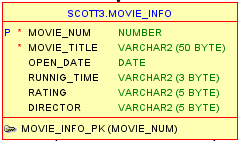 SCOTT3.MOVIE_INFO
P * MOVIE_NUM NUMBER
* MOVIE_TITLE VARCHAR2 (50 BYTE)
OPEN_DATE DATE
RUNNIG_TIME VARCHAR2 (3 BYTE)
RATING VARCHAR2 (5 BYTE)
DIRECTOR VARCHAR2 (5 BYTE)
MOVIE_INFO_PK (MOVIE_NUM)